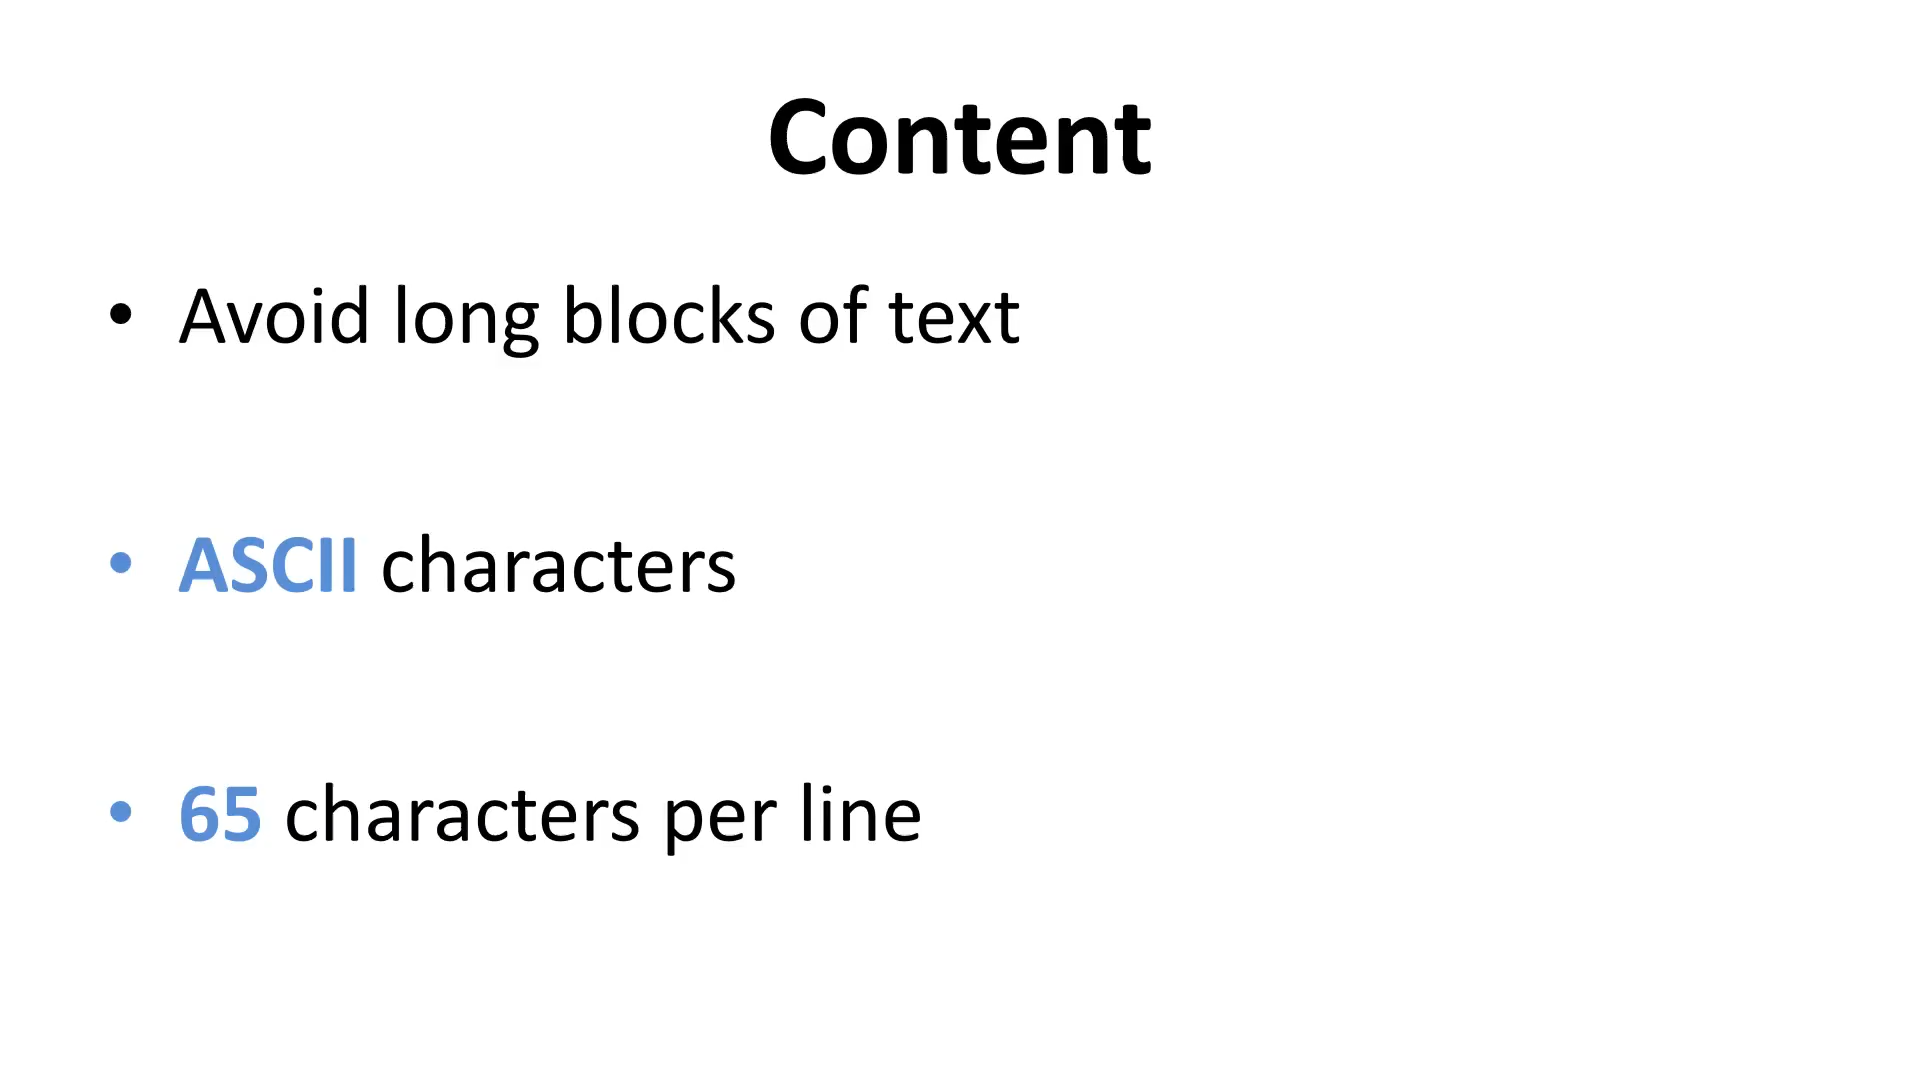 Content
• Avoid long blocks of text
• ASCII characters
• 65 characters per line